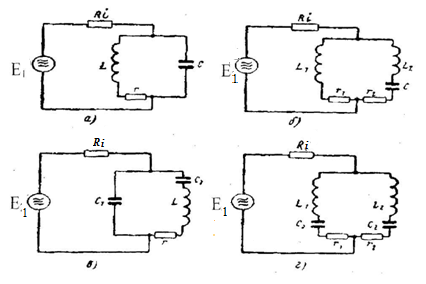 Ri Ri
E1 L r C E1 L1 r1 r2 L2 C
а) б)
Ri Ri
E1 C1 C2 L r E1 L1 C2 r1 r2 L2 C2
в) г)